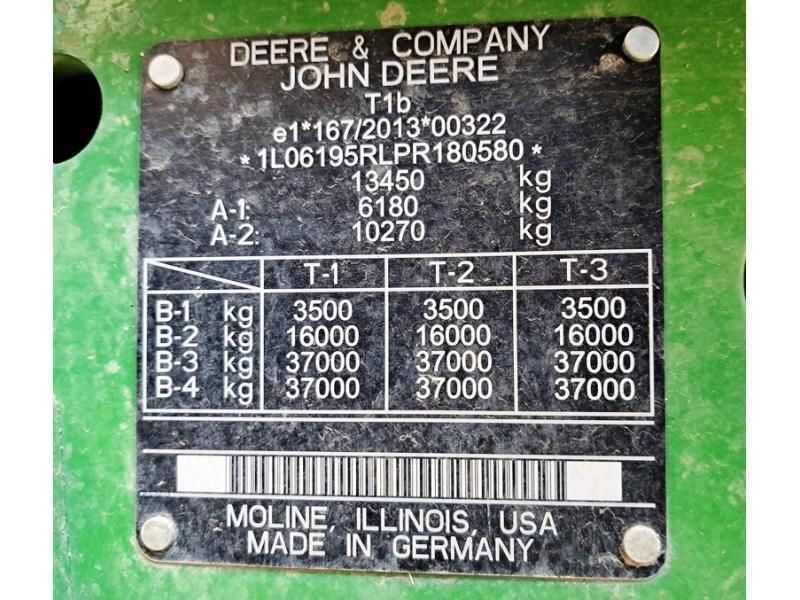 DEERE & COMPANY
JOHN DEERE
T1b
e1*167/2013*00322
*1L06195RLPR180580*
13450 kg
A-1: 6180 kg
A-2: 10270 kg
T-1 T-2 T-3
B-1 kg 3500 3500 3500
B-2 kg 16000 16000 16000
B-3 kg 37000 37000 37000
B-4 kg 37000 37000 37000
MOLINE, ILLINOIS, USA
MADE IN GERMANY